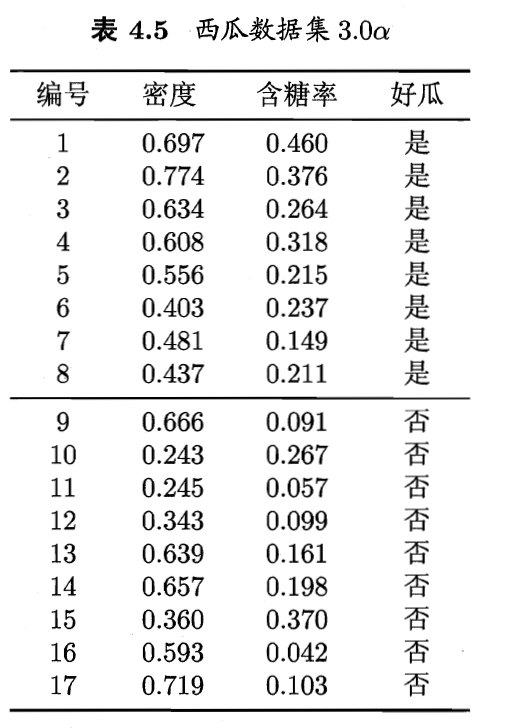 表 4.5 西瓜数据集 3.0α
编号 密度 含糖率 好瓜
1 0.697 0.460 是
2 0.774 0.376 是
3 0.634 0.264 是
4 0.608 0.318 是
5 0.556 0.215 是
6 0.403 0.237 是
7 0.481 0.149 是
8 0.437 0.211 是
9 0.666 0.091 否
10 0.243 0.267 否
11 0.245 0.057 否
12 0.343 0.099 否
13 0.639 0.161 否
14 0.657 0.198 否
15 0.360 0.370 否
16 0.593 0.042 否
17 0.719 0.103 否